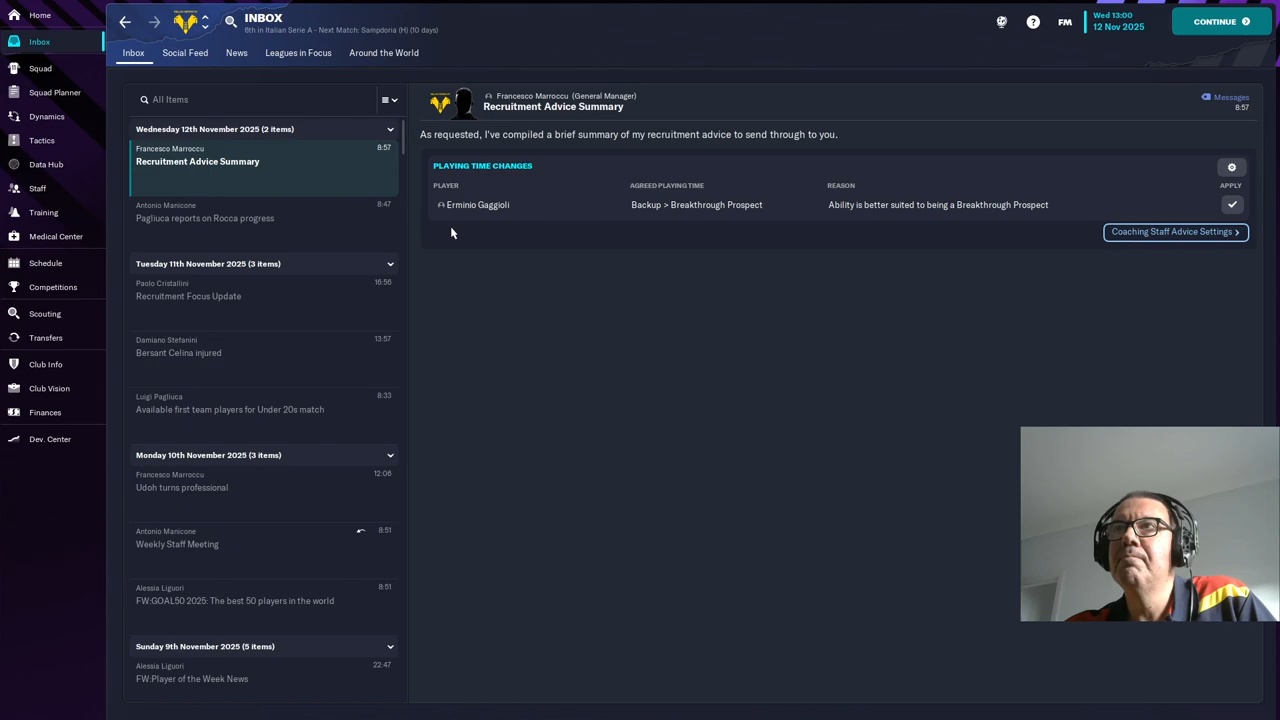 Home
Inbox
Squad
Squad Planner
Dynamics
Tactics
Data Hub
Staff
Training
Medical Center
Schedule
Competitions
Scouting
Transfers
Club Info
Club Vision
Finances
Dev. Center
INBOX
6th in Italian Serie A - Next Match: Sampdoria (H) (10 days)
FM
Wed 13:00
12 Nov 2025
CONTINUE
Inbox
Social Feed
News
Leagues in Focus
Around the World
All Items
Wednesday 12th November 2025 (2 items)
Francesco Marroccu 8:57
Recruitment Advice Summary
Antonio Manicone 8:47
Pagliuca reports on Rocca progress
Tuesday 11th November 2025 (3 items)
Paolo Cristallini 16:56
Recruitment Focus Update
Damiano Stefanini 13:57
Bersant Celina injured
Luigi Pagliuca 8:33
Available first team players for Under 20s match
Monday 10th November 2025 (3 items)
Francesco Marroccu 12:06
Udoh turns professional
Antonio Manicone 8:51
Weekly Staff Meeting
Alessia Liguori 8:51
FW:GOAL50 2025: The best 50 players in the world
Sunday 9th November 2025 (5 items)
Alessia Liguori 22:47
FW:Player of the Week News
Francesco Marroccu (General Manager)
Recruitment Advice Summary
Messages
8:57
As requested, I've compiled a brief summary of my recruitment advice to send through to you.
PLAYING TIME CHANGES
PLAYER AGREED PLAYING TIME REASON APPLY
Erminio Gaggioli Backup > Breakthrough Prospect Ability is better suited to being a Breakthrough Prospect
Coaching Staff Advice Settings >